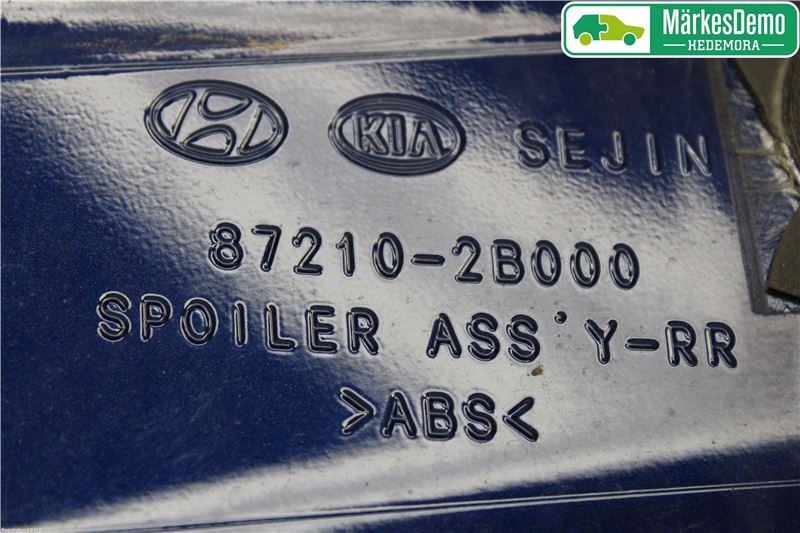 MärkesDemo
HEDEMORA
KIA SEJIN
87210-2B000
SPOILER ASS'Y-RR
>ABS<